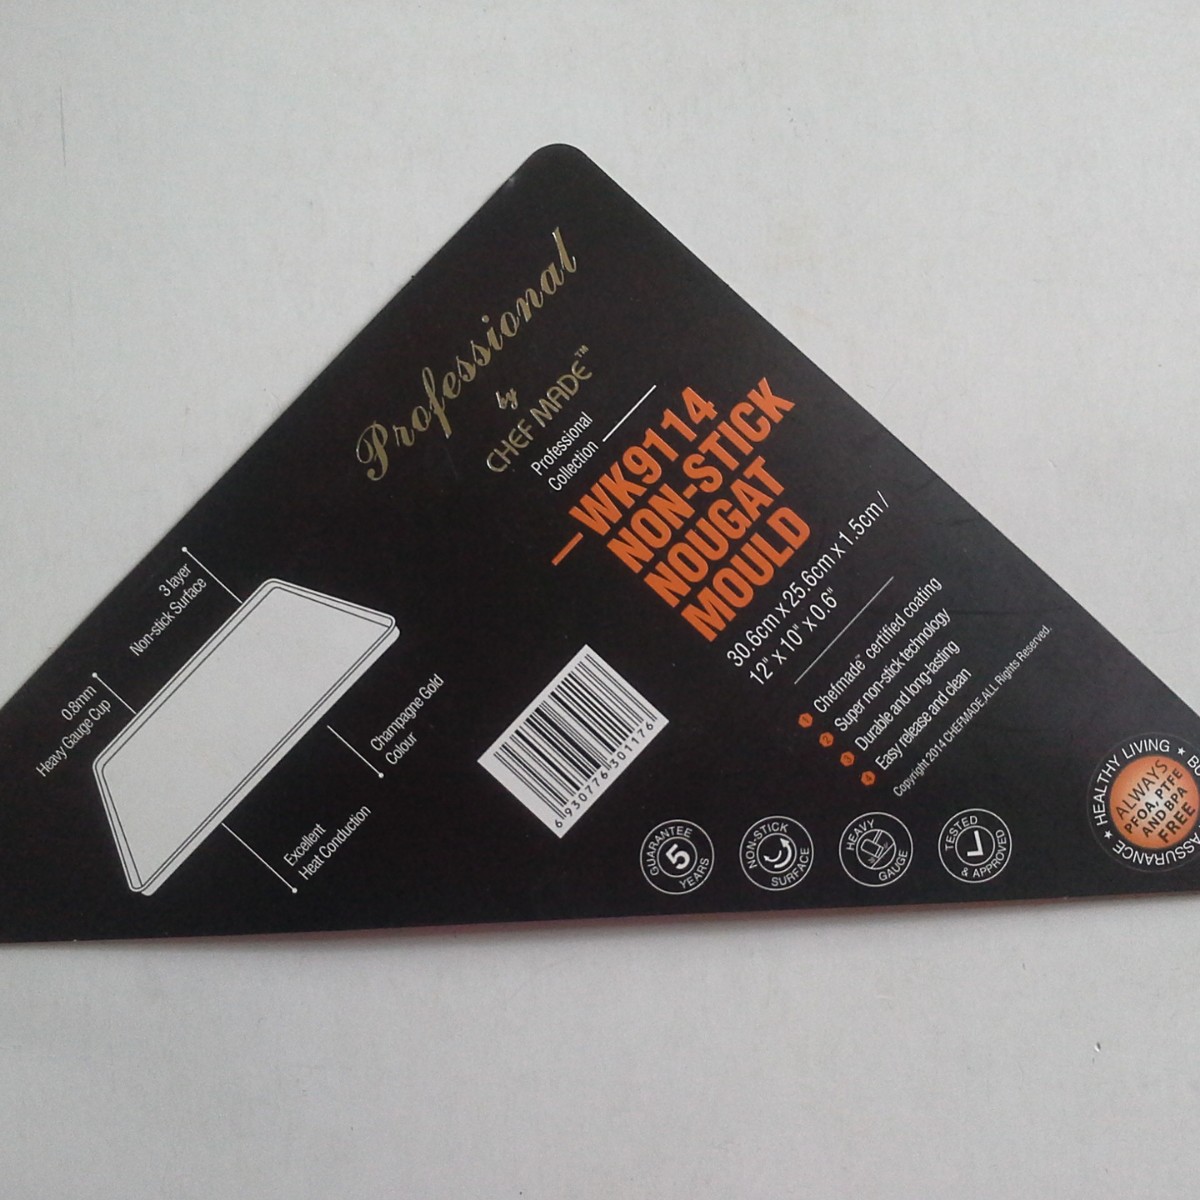 Professional
by
CHEF MADE™
Professional
Collection
WK9114
NON-STICK
NOUGAT
MOULD
30.6cm x 25.6cm x 1.5cm /
12" x 10" x 0.6"
1 Chefmade™ certified coating
2 Super non-stick technology
3 Durable and long-lasting
4 Easy release and clean
Copyright 2014 CHEFMADE.ALL Rights Reserved.
3 layer
Non-stick Surface
0.8mm
Heavy Gauge Cup
Champagne Gold
Colour
Excellent
Heat Conduction
6 930776 301176
GUARANTEE
5
YEARS
NON-STICK
SURFACE
HEAVY
GAUGE
TESTED
& APPROVED
HEALTHY LIVING
ASSURANCE
ALWAYS
PFOA, PTFE
AND BPA
FREE